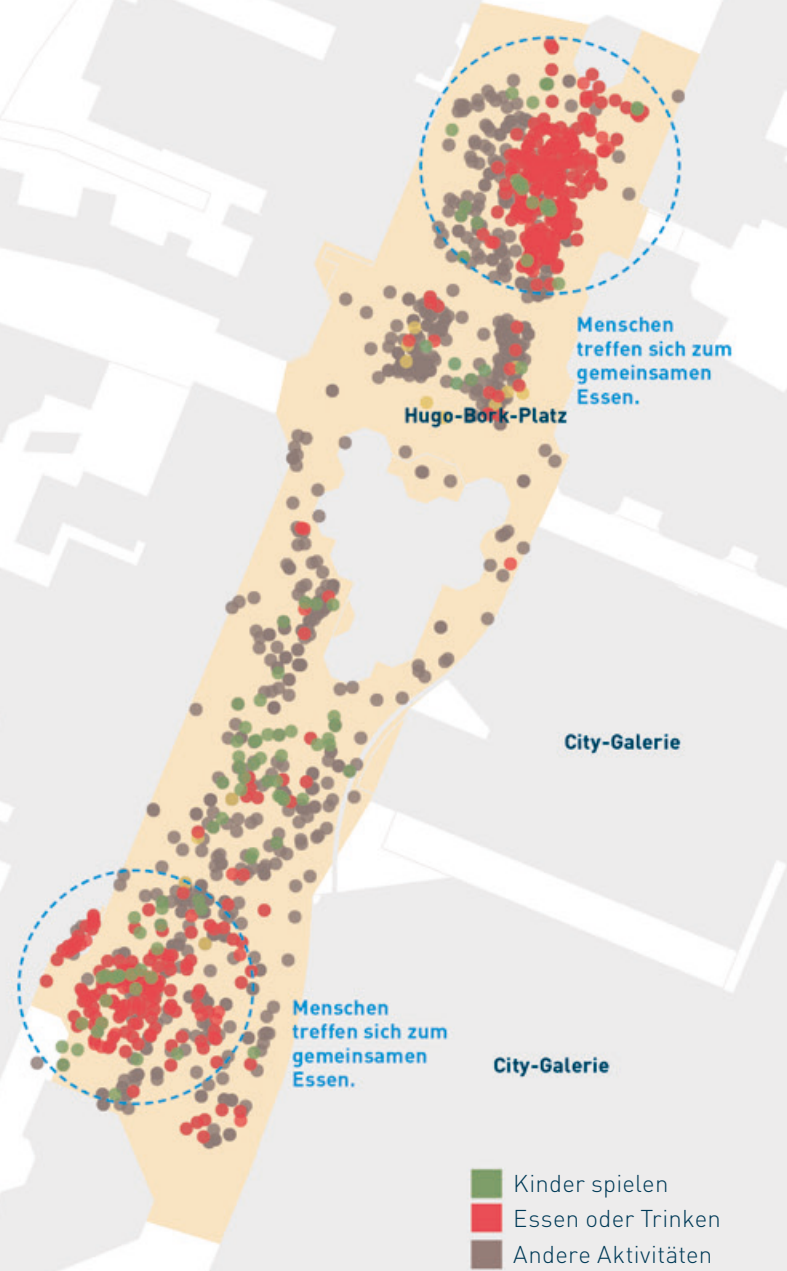 Menschen
treffen sich zum
gemeinsamen
Essen.
Hugo-Bork-Platz
City-Galerie
Menschen
treffen sich zum
gemeinsamen
Essen.
City-Galerie
Kinder spielen
Essen oder Trinken
Andere Aktivitäten